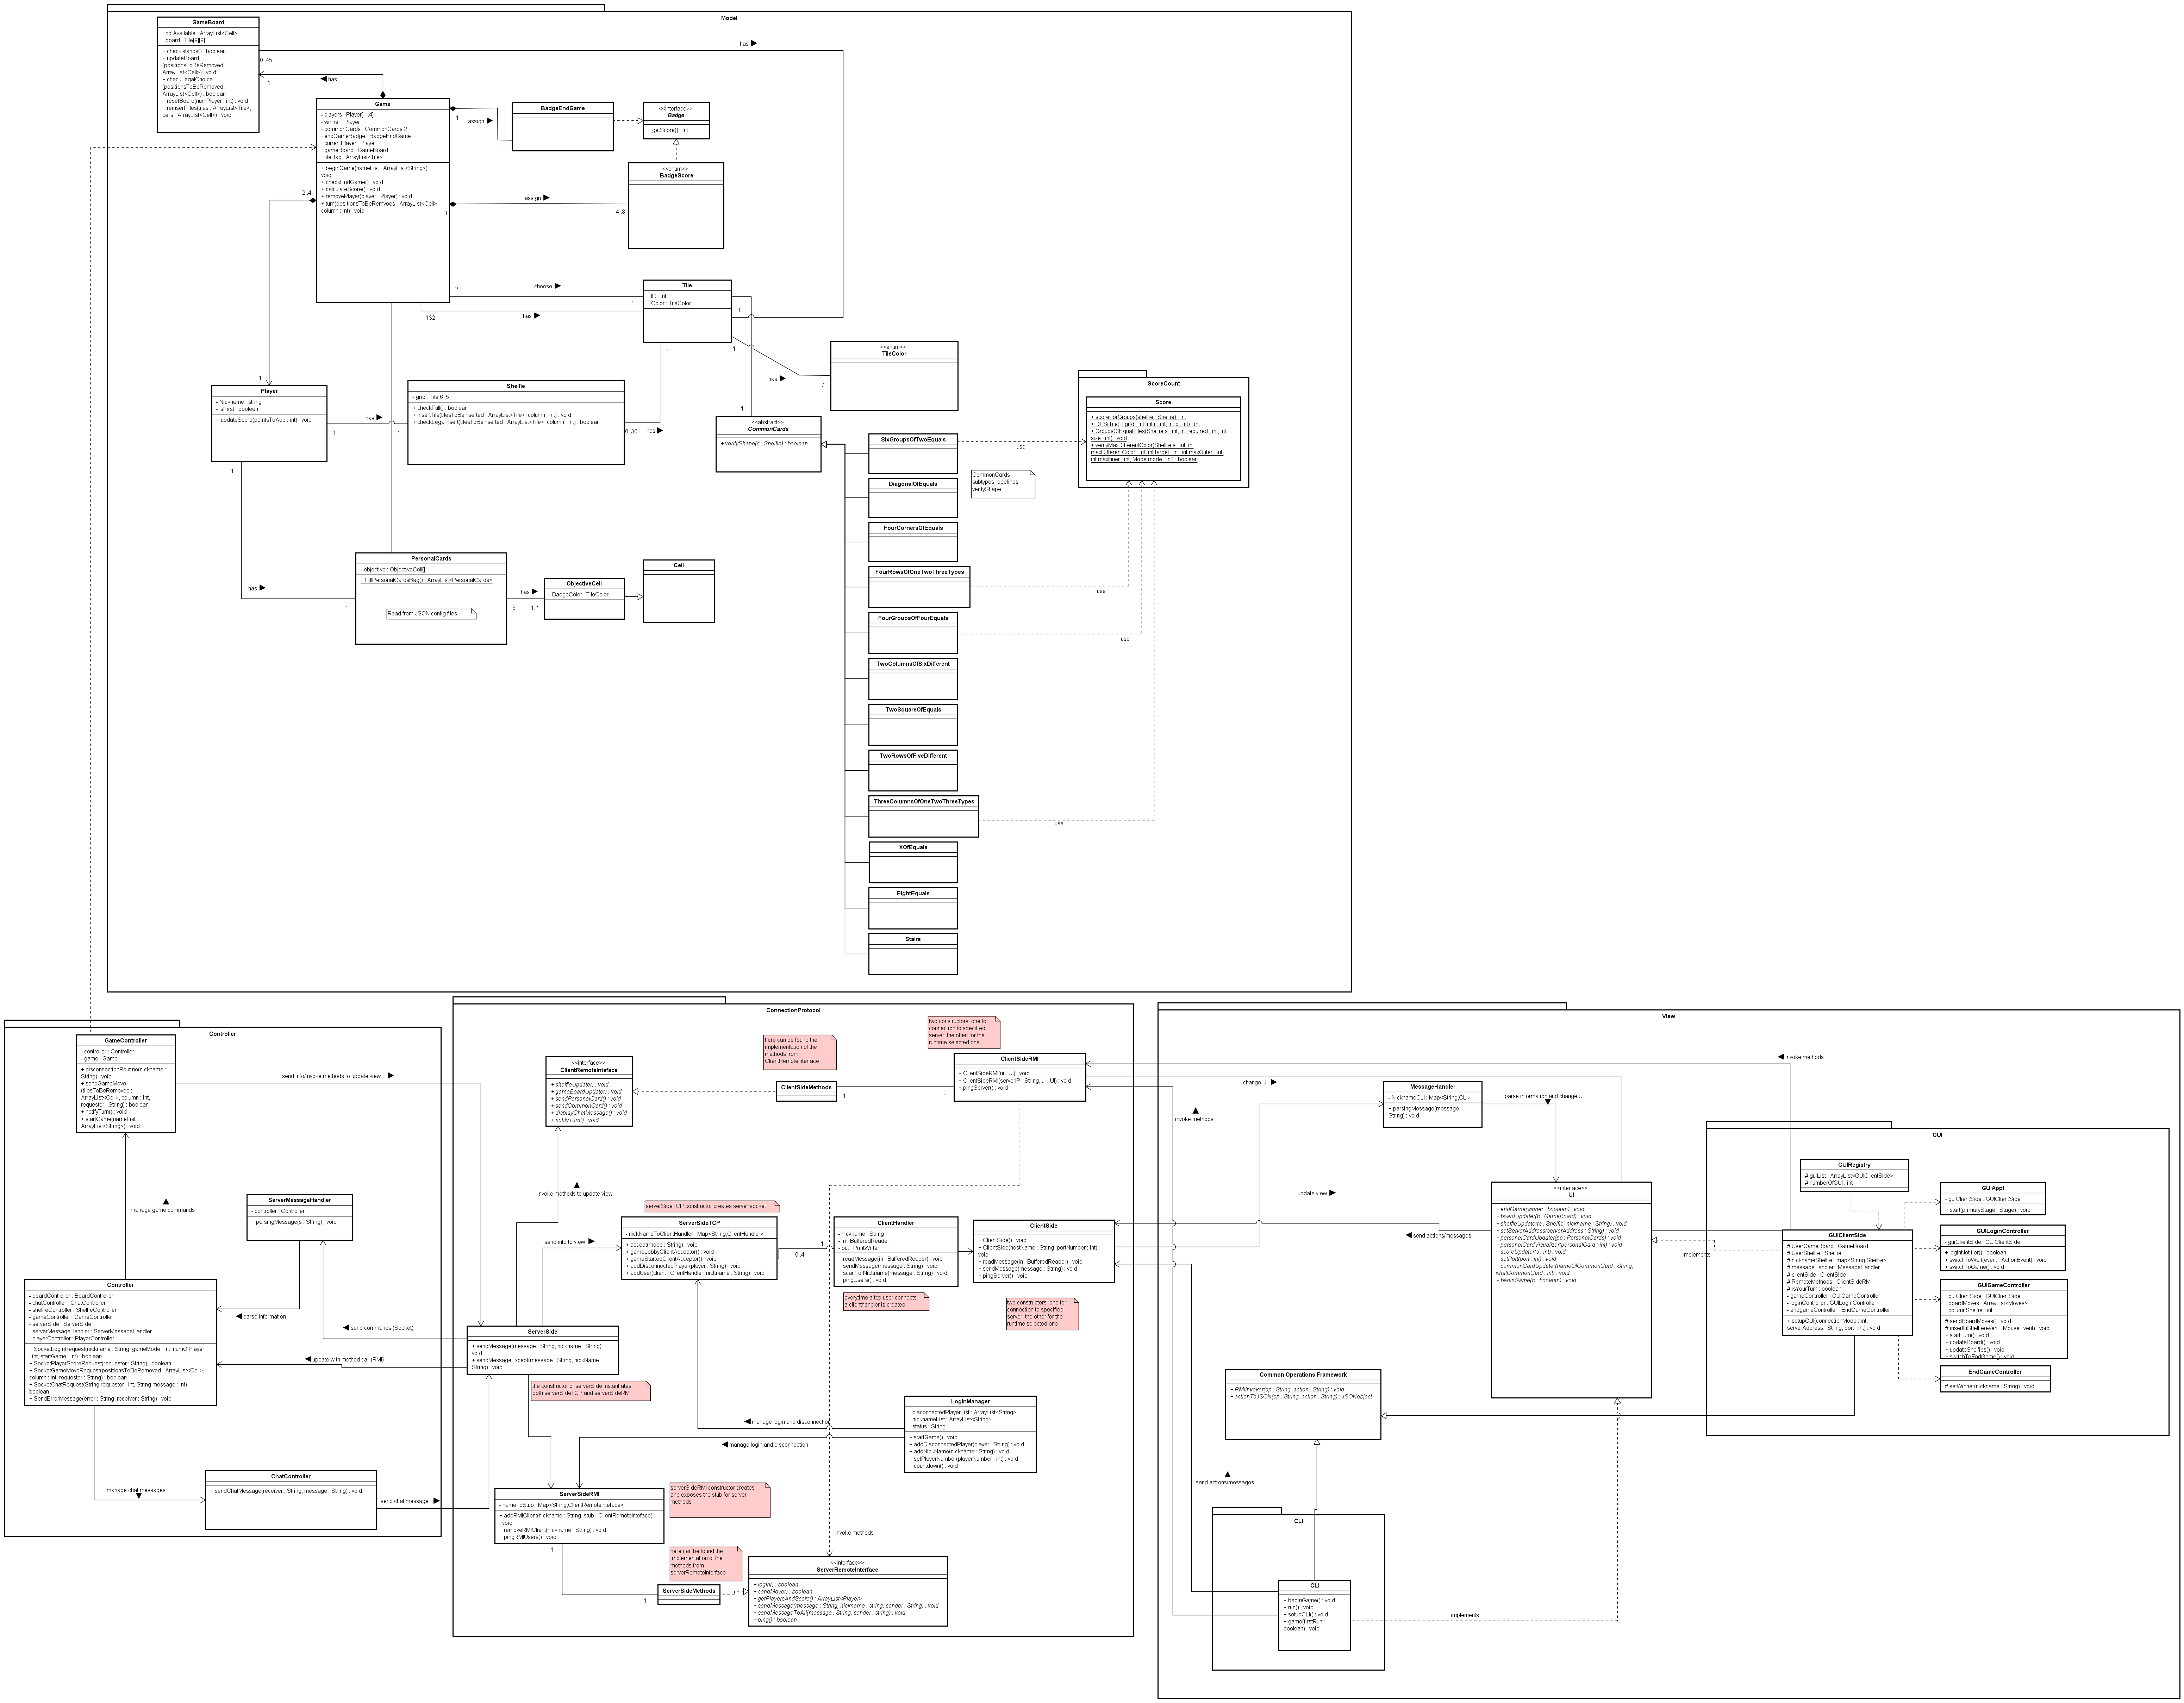 Model
GameBoard
- notAvailable : ArrayList<Cell>
- board : Tile[9][9]
+ checkIslands() : boolean
+ updateBoard
(positionsToBeRemoved :
ArrayList<Cell>) : void
+ checkLegalChoice
(positionsToBeRemoved :
ArrayList<Cell>) : boolean
+ resetBoard(numPlayer : int) : void
+ reinsertTiles(tiles : ArrayList<Tile>,
cells : ArrayList<Cell>) : void
has
0..45
1
has
1
Game
- players : Player[1..4]
- winner : Player
- commonCards : CommonCards[2]
- endGameBadge : BadgeEndGame
- currentPlayer : Player
- gameBoard : GameBoard
- tileBag : ArrayList<Tile>
+ beginGame(nameList : ArrayList<String>) :
void
+ checkEndGame() : void
+ calculateScore() : void
+ removePlayer(player : Player) : void
+ turn(positionsToBeRemvoes : ArrayList<Cell>,
column : int) : void
1
assign
1
BadgeEndGame
<<interface>>
Badge
+ getScore() : int
<<enum>>
BadgeScore
assign
1
4..8
2..4
1
choose
2
1
has
132
Tile
- ID : int
- Color : TileColor
1
1
1
has
1..*
<<enum>>
TileColor
Player
- Nickname : string
- IsFirst : boolean
+ updateScore(pointsToAdd : int) : void
has
1
1
Shelfie
- grid : Tile[6][5]
+ checkFull() : boolean
+ insertTile(tilesToBeInserted : ArrayList<Tile>, column : int) : void
+ checkLegalInsert(tilesToBeInserted : ArrayList<Tile>, column : int) : boolean
0..30
has
1
<<abstract>>
CommonCards
+ verifyShape(s : Shelfie) : boolean
SixGroupsOfTwoEquals
DiagonalOfEquals
FourCornersOfEquals
FourRowsOfOneTwoThreeTypes
FourGroupsOfFourEquals
TwoColumnsOfSixDifferent
TwoSquareOfEquals
TwoRowsOfFiveDifferent
ThreeColumnsOfOneTwoThreeTypes
XOfEquals
EightEquals
Stairs
use
use
use
use
CommonCards
subtypes redefines
verifyShape
ScoreCount
Score
+ scoreForGroups(shelfie : Shelfie) : int
+ DFS(Tile[][] grid : int, int r : int, int c : int) : int
+ GroupsOfEqualTiles(Shelfie s : int, int required : int, int
size : int) : void
+ verifyMaxDifferentColor(Shelfie s : int, int
maxDifferentColor : int, int target : int, int maxOuter : int,
int maxInner : int, Mode mode : int) : boolean
1
has
1
PersonalCards
- objective : ObjectiveCell[]
+ FillPersonalCardsBag() : ArrayList<PersonalCards>
Read from JSON config files
has
6
1..*
ObjectiveCell
- BadgeColor : TileColor
Cell
Controller
GameController
- controller : Controller
- game : Game
+ disconnectionRoutine(nickname :
String) : void
+ sendGameMove
(tilesToBeRemoved :
ArrayList<Cell>, column : int,
requester : String) : boolean
+ notifyTurn() : void
+ startGame(nameList :
ArrayList<String>) : void
send info/invoke methods to update view
manage game commands
ServerMessageHandler
- controller : Controller
+ parsingMessage(s : String) : void
parse information
send commands (Socket)
update with method call (RMI)
Controller
- boardController : BoardController
- chatController : ChatController
- shelfieController : ShelfieController
- gameController : GameController
- serverSide : ServerSide
- serverMessageHandler : ServerMessageHandler
- playerController : PlayerController
+ SocketLoginRequest(nickname : String, gameMode : int, numOfPlayer
: int, startGame : int) : boolean
+ SocketPlayerScoreRequest(requester : String) : boolean
+ SocketGameMoveRequest(positionsToBeRemoved : ArrayList<Cell>,
column : int, requester : String) : boolean
+ SocketChatRequest(String requester : int, String message : int) :
boolean
+ SendErrorMessage(error : String, receiver : String) : void
manage chat messages
ChatController
+ sendChatMessage(receiver : String, message : String) : void
send chat message
ConnectionProtocol
<<interface>>
ClientRemoteInteface
+ shelfieUpdate() : void
+ gameBoardUpdate() : void
+ sendPersonalCard() : void
+ sendCommonCard() : void
+ displayChatMessage() : void
+ notifyTurn() : void
here can be found the
implementation of the
methods from
ClientRemoteInterface
two constructors; one for
connection to specified
server, the other for the
runtime selected one
ClientSideMethods
1
1
ClientSideRMI
+ ClientSideRMI(ui : UI) : void
+ ClientSideRMI(serverIP : String, ui : UI) : void
+ pingServer() : void
invoke methods to update view
serverSideTCP constructor creates server socket
send info to view
ServerSideTCP
- nickNameToClientHandler : Map<String,ClientHandler>
+ accept(mode : String) : void
+ gameLobbyClientAcceptor() : void
+ gameStartedClientAcceptor() : void
+ addDisconnectedPlayer(player : String) : void
+ addUser(client : ClientHandler, nickname : String) : void
1
0..4
ClientHandler
- nickname : String
- in : BufferedReader
- out : PrintWriter
+ readMessage(in : BufferedReader) : void
+ sendMessage(message : String) : void
+ scanForNickname(message : String) : void
+ pingUsers() : void
everytime a tcp user connects
a clienthandler is created
ClientSide
+ ClientSide() : void
+ ClientSide(hostName : String, portNumber : int) :
void
+ readMessage(in : BufferedReader) : void
+ sendMessage(message : String) : void
+ pingServer() : void
two constructors; one for
connection to specified
server, the other for the
runtime selected one
ServerSide
+ sendMessage(message : String, nickname : String) :
void
+ sendMessageExcept(message : String, nickName :
String) : void
the constructor of serverSide instantiates
both serverSideTCP and serverSideRMI
LoginManager
- disconnectedPlayerList : ArrayList<String>
- nicknameList : ArrayList<String>
- status : String
+ startGame() : void
+ addDisconnectedPlayer(player : String) : void
+ addNickName(nickname : String) : void
+ setPlayerNumber(playerNumber : int) : void
+ countdown() : void
manage login and disconnection
manage login and disconnection
ServerSideRMI
- nameToStub : Map<String,ClientRemoteInteface>
+ addRMIClient(nickname : String, stub : ClientRemoteInteface)
: void
+ removeRMIClient(nickname : String) : void
+ pingRMIUsers() : void
serverSideRMI constructor creates
and exposes the stub for server
methods
invoke methods
here can be found the
implementation of the
methods from
serverRemoteInterface
1
1
ServerSideMethods
<<interface>>
ServerRemoteInterface
+ login() : boolean
+ sendMove() : boolean
+ getPlayersAndScore() : ArrayList<Player>
+ sendMessage(message : String, nickname : string, sender : String) : void
+ sendMessageToAll(message : String, sender : string) : void
+ ping() : boolean
View
invoke methods
change UI
invoke methods
MessageHandler
- NicknameCLI : Map<String,CLI>
+ parsingMessage(message :
String) : void
parse information and change UI
update view
send actions/messages
<<interface>>
UI
+ endGame(winner : boolean) : void
+ boardUpdater(b : GameBoard) : void
+ shelfieUpdater(s : Shelfie, nickname : String) : void
+ setServerAddress(serverAddress : String) : void
+ personalCardUpdater(pc : PersonalCards) : void
+ personalCardVisualizer(personalCard : int) : void
+ scoreUpdater(s : int) : void
+ setPort(port : int) : void
+ commonCardUpdater(nameOfCommonCard : String,
whatCommonCard : int) : void
+ beginGame(b : boolean) : void
implements
GUI
GUIRegistry
# guiList : ArrayList<GUIClientSide>
# numberOfGUI : int
GUIAppl
- guiClientSide : GUIClientSide
+ start(primaryStage : Stage) : void
GUIClientSide
# UserGameBoard : GameBoard
# UserShelfie : Shelfie
# nicknameShelfie : map<String,Shelfie>
# messageHandler : MessageHandler
# clientSide : ClientSide
# RemoteMethods : ClientSideRMI
# isYourTurn : boolean
- gameController : GUIGameController
- loginController : GUILoginController
- endgameController : EndGameController
+ setupGUI(connectionMode : int,
serverAddress : String, port : int) : void
GUILoginController
- guiClientSide : GUIClientSide
+ loginNotifier() : boolean
+ switchToWait(event : ActionEvent) : void
+ switchToGame() : void
GUIGameController
- guiClientSide : GUIClientSide
- boardMoves : ArrayList<Moves>
- columnShelfie : int
# sendBoardMoves() : void
# insertInShelfie(event : MouseEvent) : void
+ startTurn() : void
+ updateBoard() : void
+ updateShelfies() : void
+ switchToEndGame() : void
EndGameController
# setWinner(nickname : String) : void
Common Operations Framework
+ RMIInvoker(op : String, action : String) : void
+ actionToJSON(op : String, action : String) : JSONobject
send actions/messages
CLI
CLI
+ beginGame() : void
+ run() : void
+ setupCLI() : void
+ game(firstRun :
boolean) : void
implements